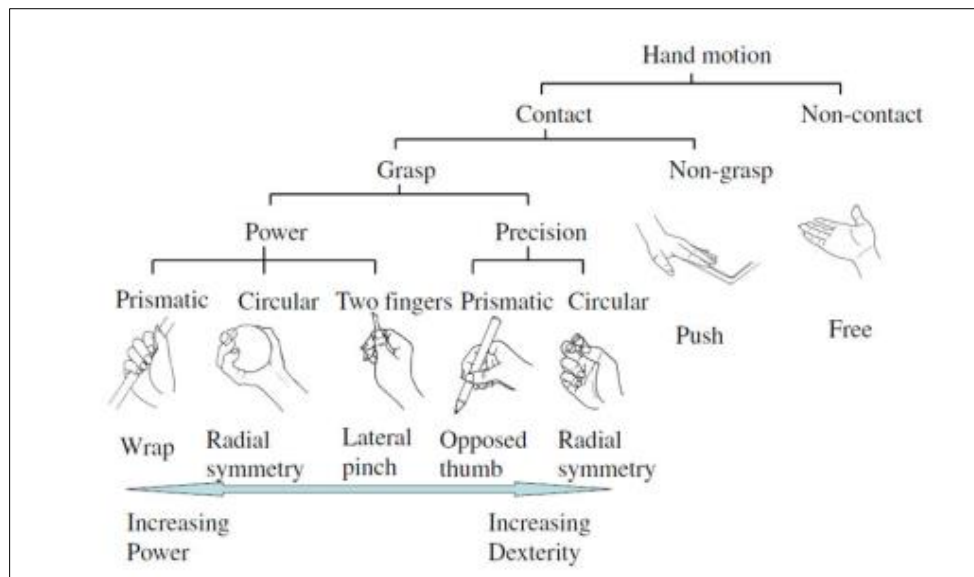 Hand motion
Contact
Non-contact
Grasp
Non-grasp
Power
Precision
Prismatic
Circular
Two fingers
Prismatic
Circular
Push
Free
Wrap
Radial
symmetry
Lateral
pinch
Opposed
thumb
Radial
symmetry
Increasing
Power
Increasing
Dexterity